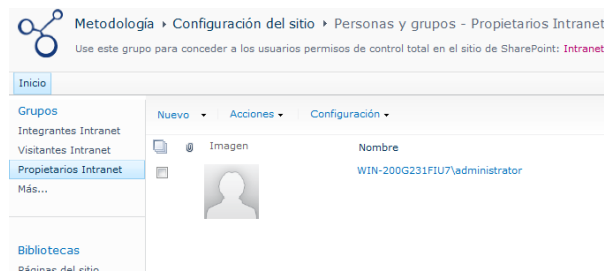 Metodología ▸ Configuración del sitio ▸ Personas y grupos - Propietarios Intranet
Use este grupo para conceder a los usuarios permisos de control total en el sitio de SharePoint: Intranet
Inicio
Grupos
Integrantes Intranet
Visitantes Intranet
Propietarios Intranet
Más...
Bibliotecas
Páginas del sitio
Nuevo Acciones Configuración
Imagen Nombre
WIN-200G231FIU7\administrator